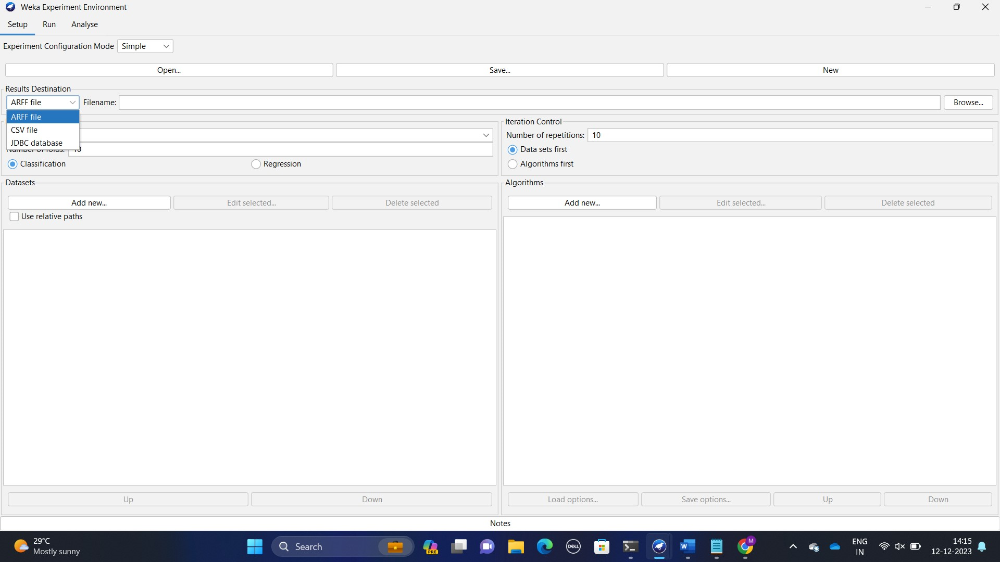 Weka Experiment Environment
Setup Run Analyse
Experiment Configuration Mode Simple
Open... Save... New
Results Destination
ARFF file Filename: Browse...
ARFF file
CSV file
JDBC database
Iteration Control
Number of repetitions: 10
Number of folds: 10
Data sets first
Classification Regression
Algorithms first
Datasets Algorithms
Add new... Edit selected... Delete selected Add new... Edit selected... Delete selected
Use relative paths
Up Down Load options... Save options... Up Down
Notes
29°C
Mostly sunny
Search
PRE
DELL
W
M
ENG
IN
14:15
12-12-2023